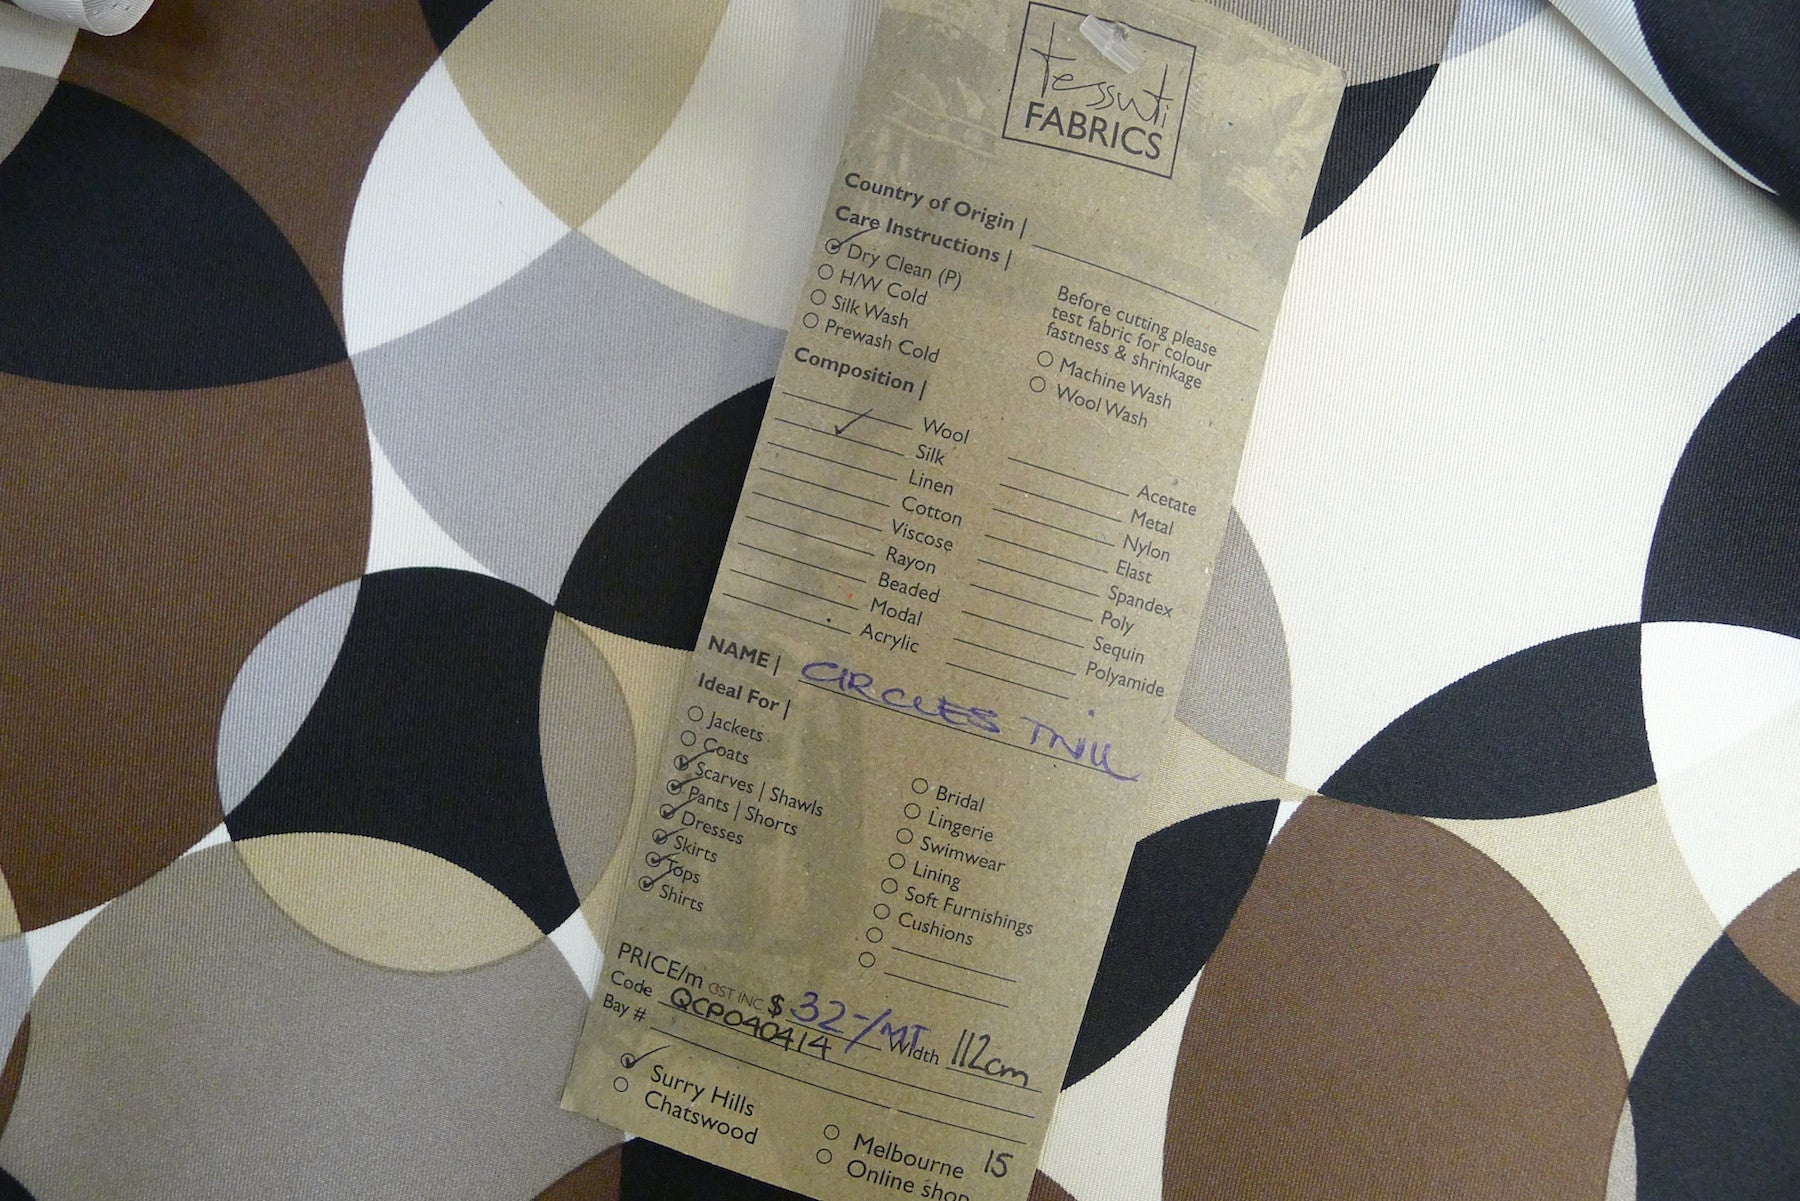 tessuti
FABRICS
Country of Origin |
Care Instructions |
Dry Clean (P)
H/W Cold
Silk Wash
Prewash Cold
Before cutting please
test fabric for colour
fastness & shrinkage
Machine Wash
Wool Wash
Composition |
Wool
Silk
Linen
Cotton
Viscose
Rayon
Beaded
Modal
Acrylic
Acetate
Metal
Nylon
Elast
Spandex
Poly
Sequin
Polyamide
NAME | CIRCLES TWILL
Ideal For |
Jackets
Coats
Scarves | Shawls
Pants | Shorts
Dresses
Skirts
Tops
Shirts
Bridal
Lingerie
Swimwear
Lining
Soft Furnishings
Cushions
PRICE/m GST INC $ 32-/MT Width 112cm
Code QCP040414
Bay #
Surry Hills
Chatswood
Melbourne 15
Online shop